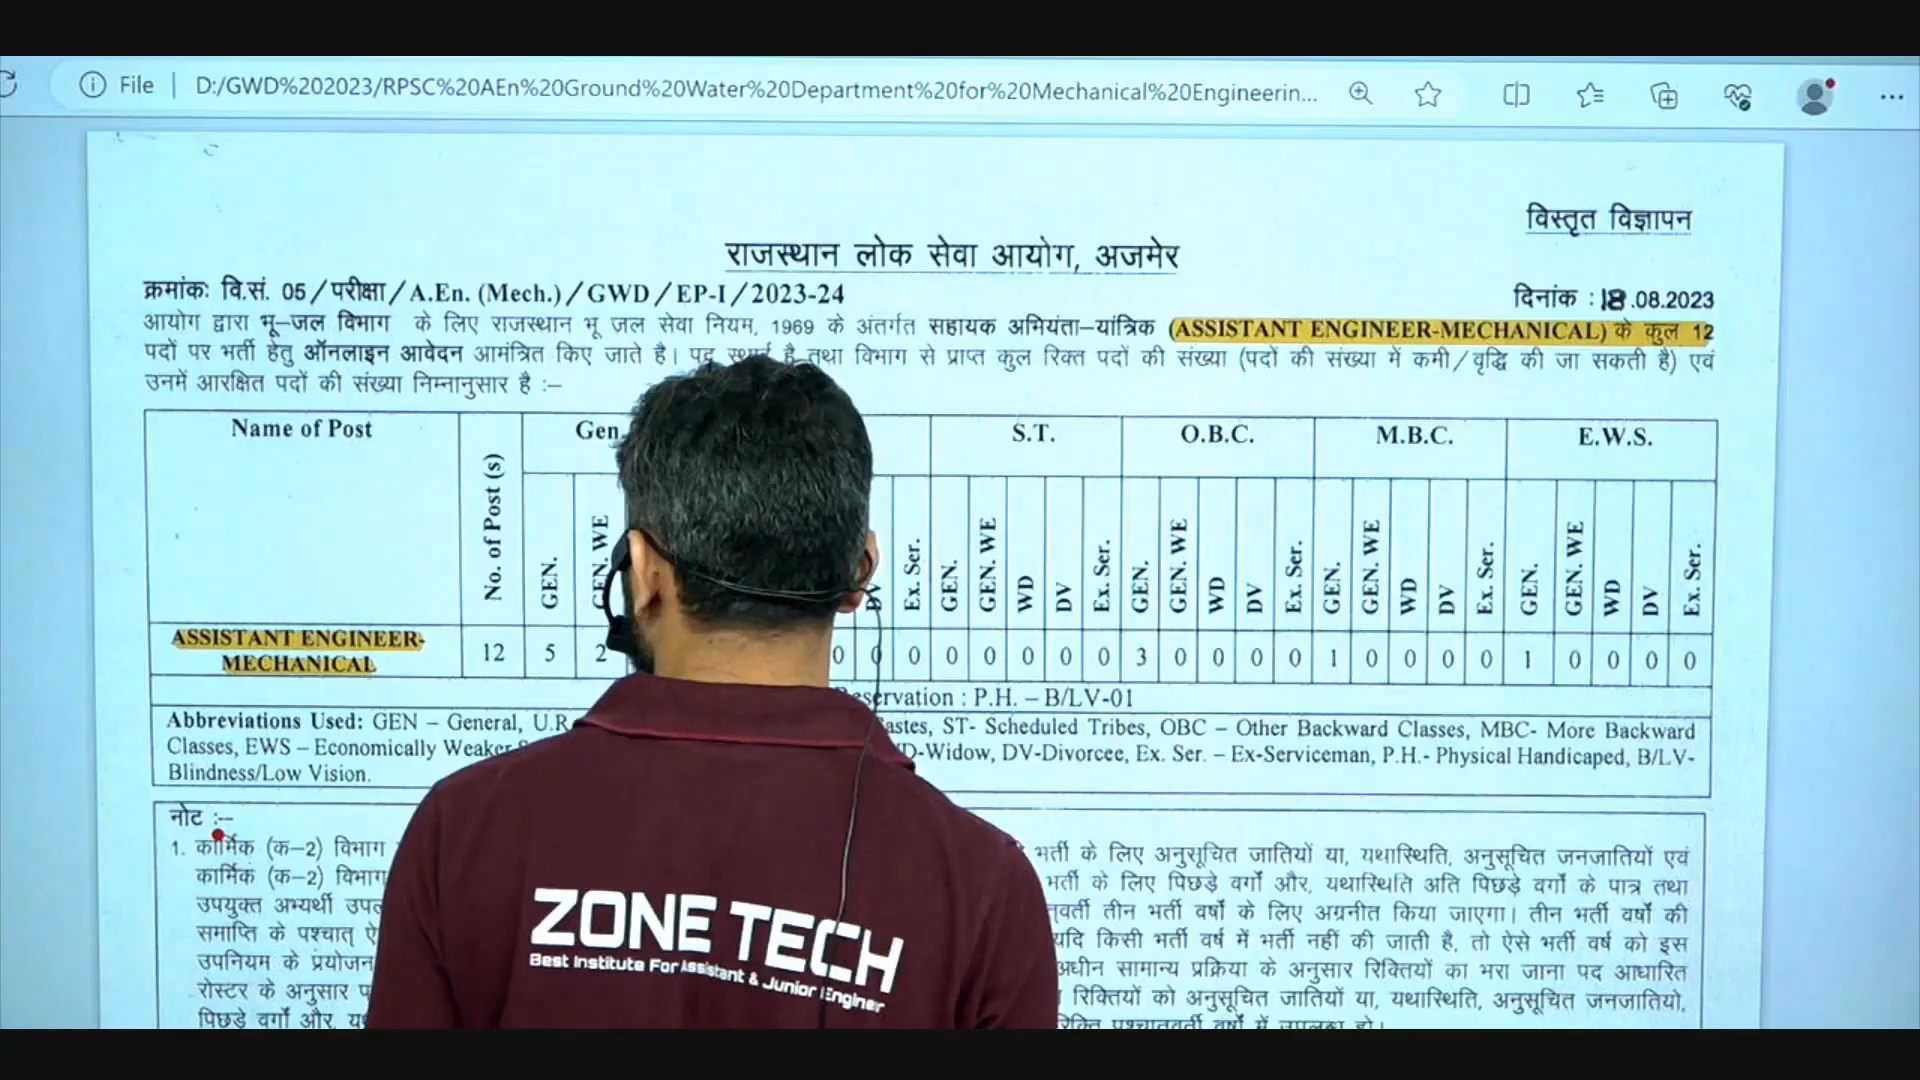 File
D:/GWD%202023/RPSC%20AEn%20Ground%20Water%20Department%20for%20Mechanical%20Engineerin...
विस्तृत विज्ञापन
राजस्थान लोक सेवा आयोग, अजमेर
क्रमांकः वि.सं. 05/परीक्षा/A.En. (Mech.)/GWD/EP-I/2023-24
दिनांक : 18.08.2023
आयोग द्वारा भू–जल विभाग के लिए राजस्थान भू जल सेवा नियम, 1969 के अंतर्गत सहायक अभियंता–यांत्रिक (ASSISTANT ENGINEER-MECHANICAL) के कुल 12
पदों पर भर्ती हेतु ऑनलाइन आवेदन आमंत्रित किए जाते है। पद स्थाई है तथा विभाग से प्राप्त कुल रिक्त पदों की संख्या (पदों की संख्या में कमी/वृद्धि की जा सकती है) एवं
उनमें आरक्षित पदों की संख्या निम्नानुसार है :–
Name of Post No. of Post (s) Gen. S.T. O.B.C. M.B.C. E.W.S.
GEN. GEN. WE DV Ex. Ser. GEN. GEN. WE WD DV Ex. Ser. GEN. GEN. WE WD DV Ex. Ser. GEN. GEN. WE WD DV Ex. Ser. GEN. GEN. WE WD DV Ex. Ser.
ASSISTANT ENGINEER-
MECHANICAL
12 5 2 0 0 0 0 0 0 0 0 3 0 0 0 0 1 0 0 0 0 1 0 0 0 0
: P.H. – B/LV-01
Abbreviations Used: GEN – General, U.R ST- Scheduled Tribes, OBC – Other Backward Classes, MBC- More Backward
Classes, EWS – Economically Weaker -Widow, DV-Divorcee, Ex. Ser. – Ex-Serviceman, P.H.- Physical Handicaped, B/LV-
Blindness/Low Vision.
नोट :–
1. कार्मिक (क–2) विभाग भर्ती के लिए अनुसूचित जातियों या, यथास्थिति, अनुसूचित जनजातियों एवं
कार्मिक (क–2) विभाग भर्ती के लिए पिछड़े वर्गों और, यथास्थिति अति पिछड़े वर्गों के पात्र तथा
उपयुक्त अभ्यर्थी तीन भर्ती वर्षों के लिए अग्रनीत किया जाएगा। तीन भर्ती वर्षों की
समाप्ति के पश्चात् यदि किसी भर्ती वर्ष में भर्ती नहीं की जाती है, तो ऐसे भर्ती वर्ष को इस
उपनियम के प्रयोजन अधीन सामान्य प्रक्रिया के अनुसार रिक्तियों का भरा जाना पद आधारित
रोस्टर के अनुसार रिक्तियों को अनुसूचित जातियों या, यथास्थिति, अनुसूचित जनजातियो,
पिछड़े वर्गों और,
ZONE TECH
Best Institute For Assistant & Junior Enginer